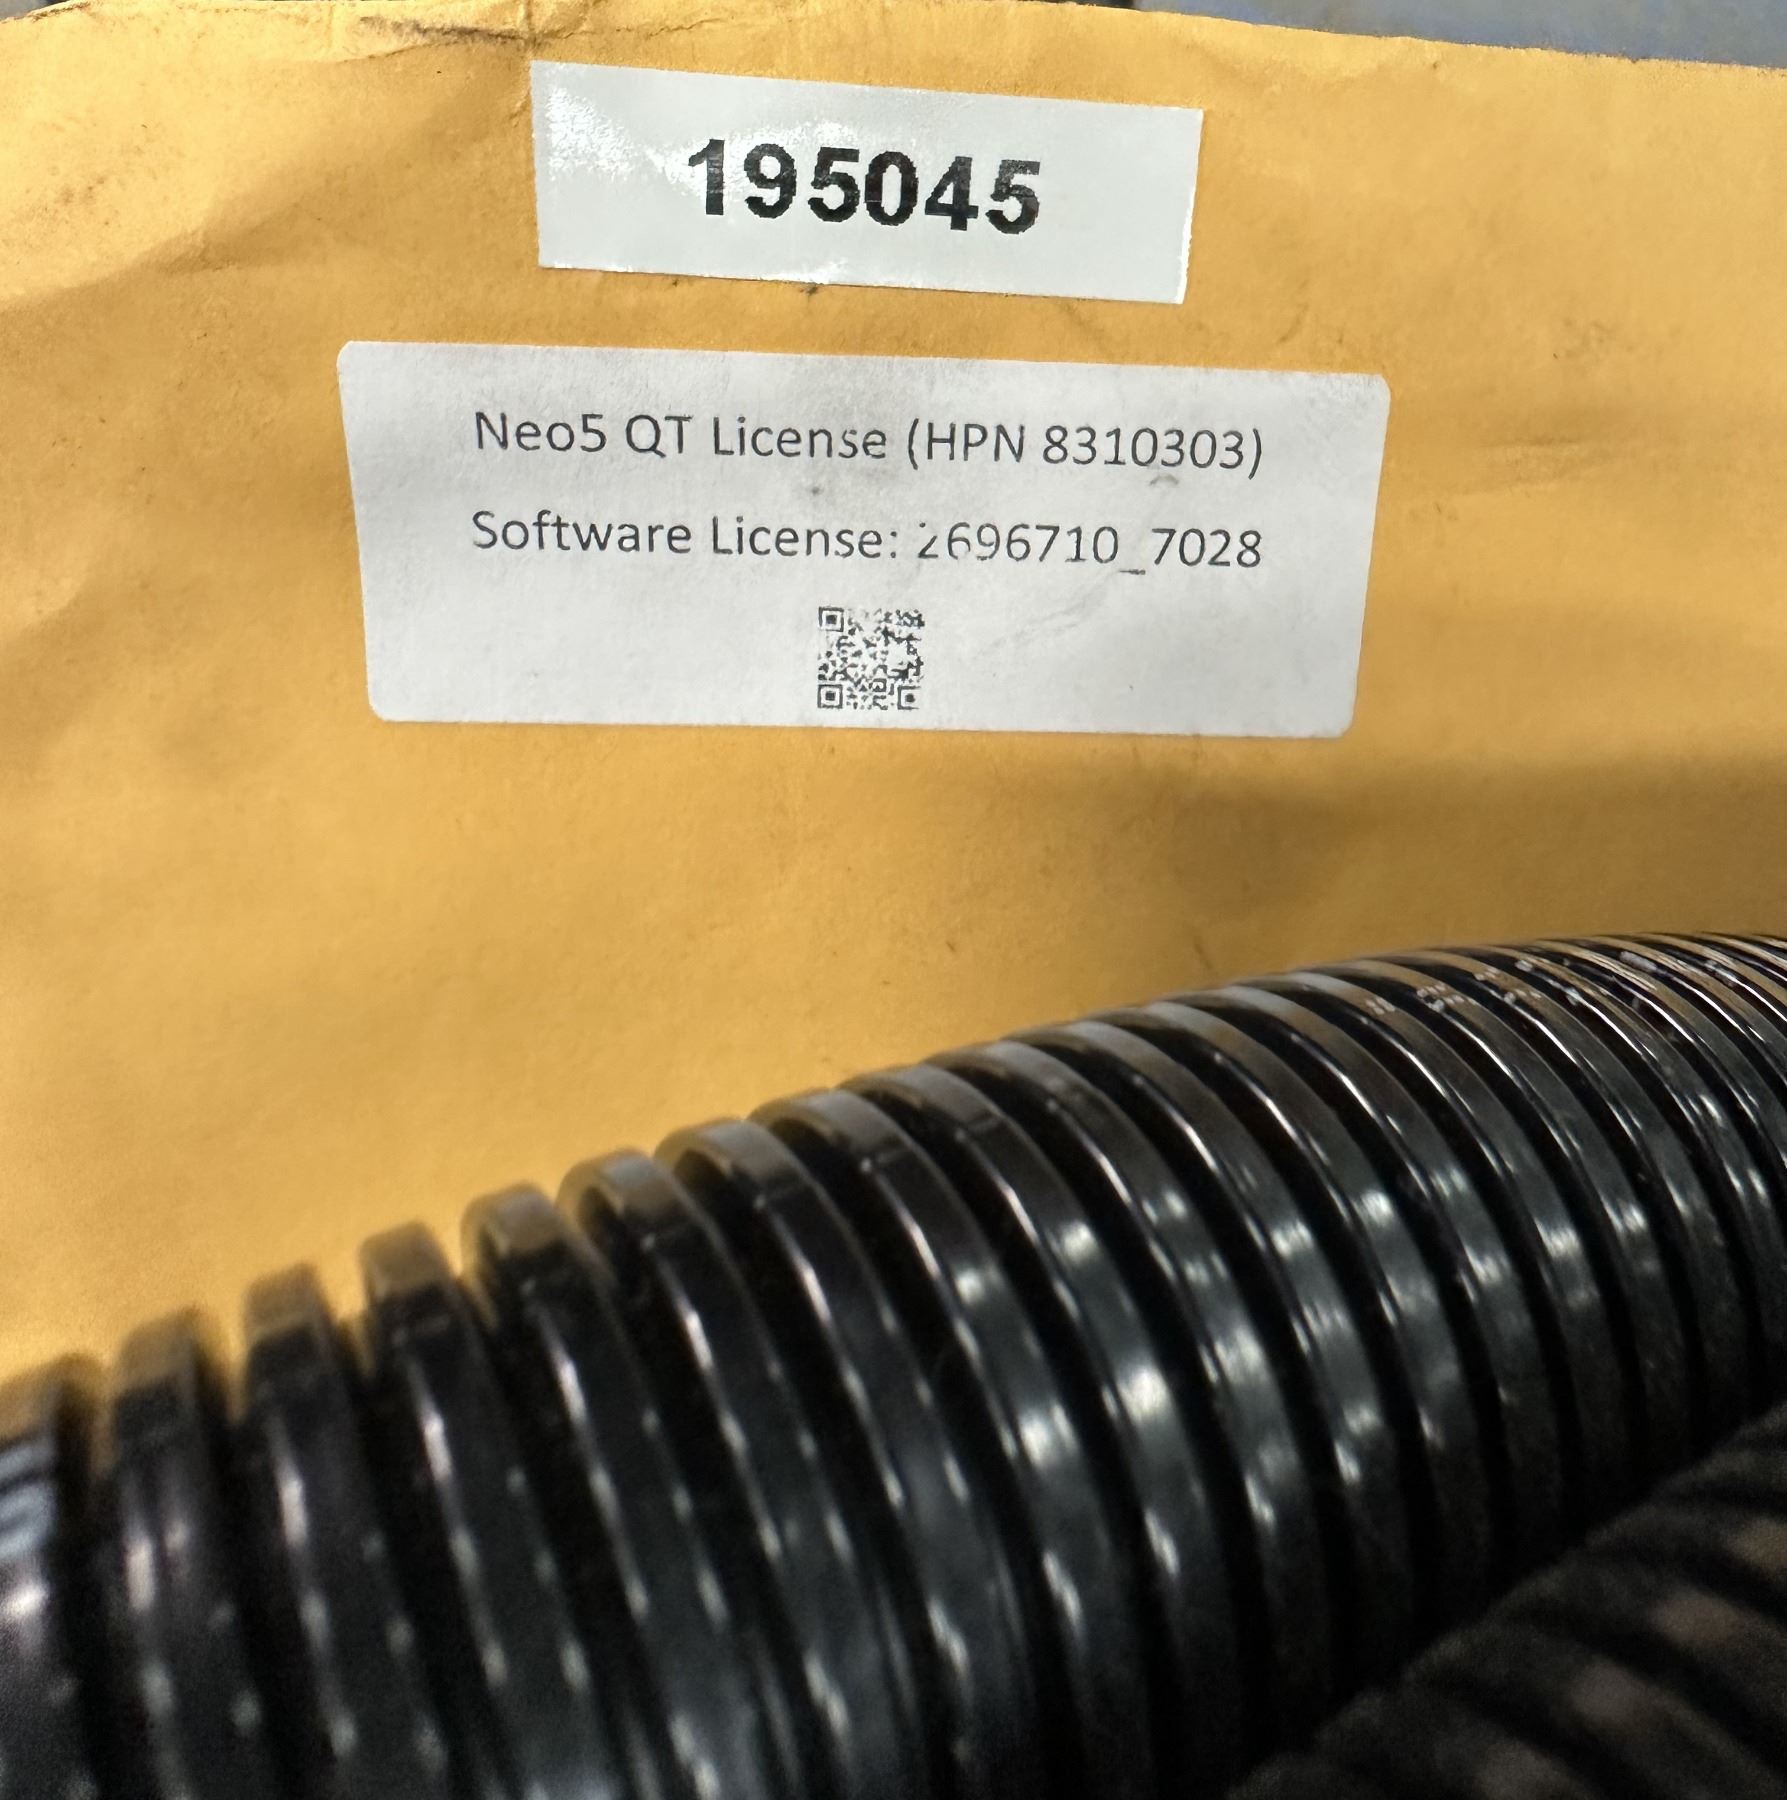 195045
Neo5 QT License (HPN 8310303)
Software License: 2696710_7028